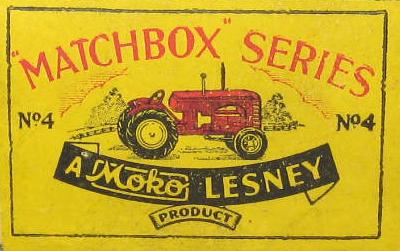 "MATCHBOX" SERIES
Nº4 Nº4
A Moko LESNEY
PRODUCT